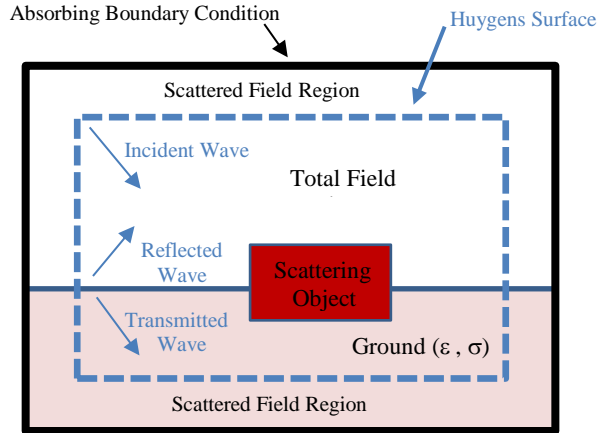 Absorbing Boundary Condition
Huygens Surface
Scattered Field Region
Incident Wave
Total Field
Reflected
Wave
Scattering
Object
Transmitted
Wave
Ground (ε , σ)
Scattered Field Region